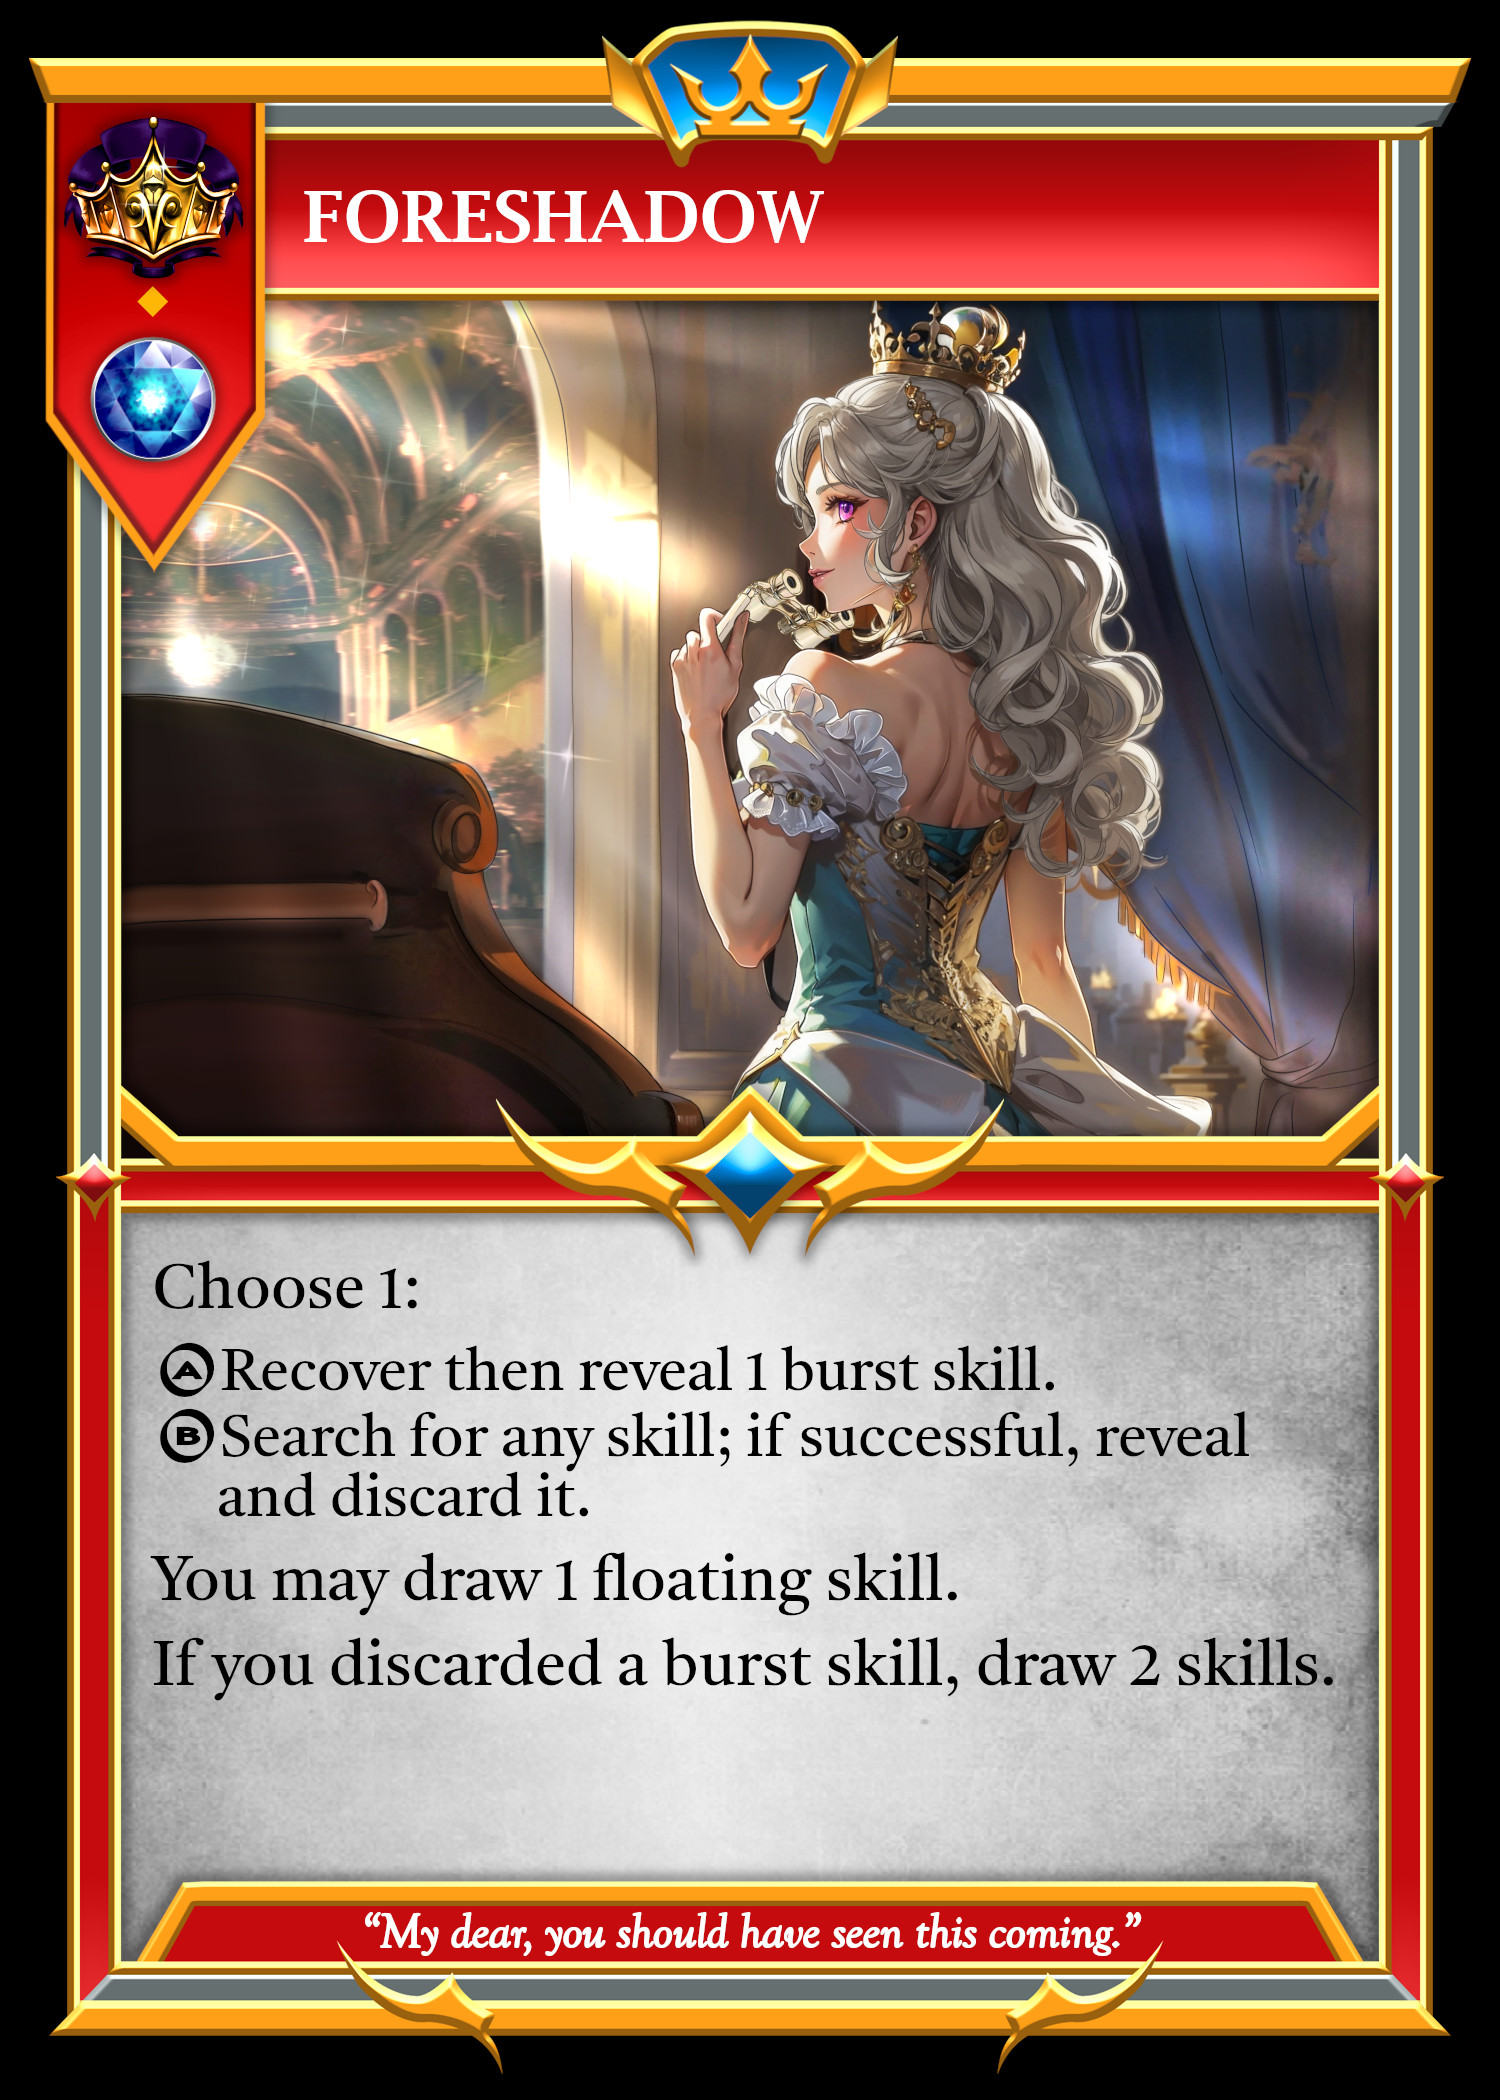 FORESHADOW
Choose 1:
Ⓐ Recover then reveal 1 burst skill.
Ⓑ Search for any skill; if successful, reveal
and discard it.
You may draw 1 floating skill.
If you discarded a burst skill, draw 2 skills.
“My dear, you should have seen this coming.”